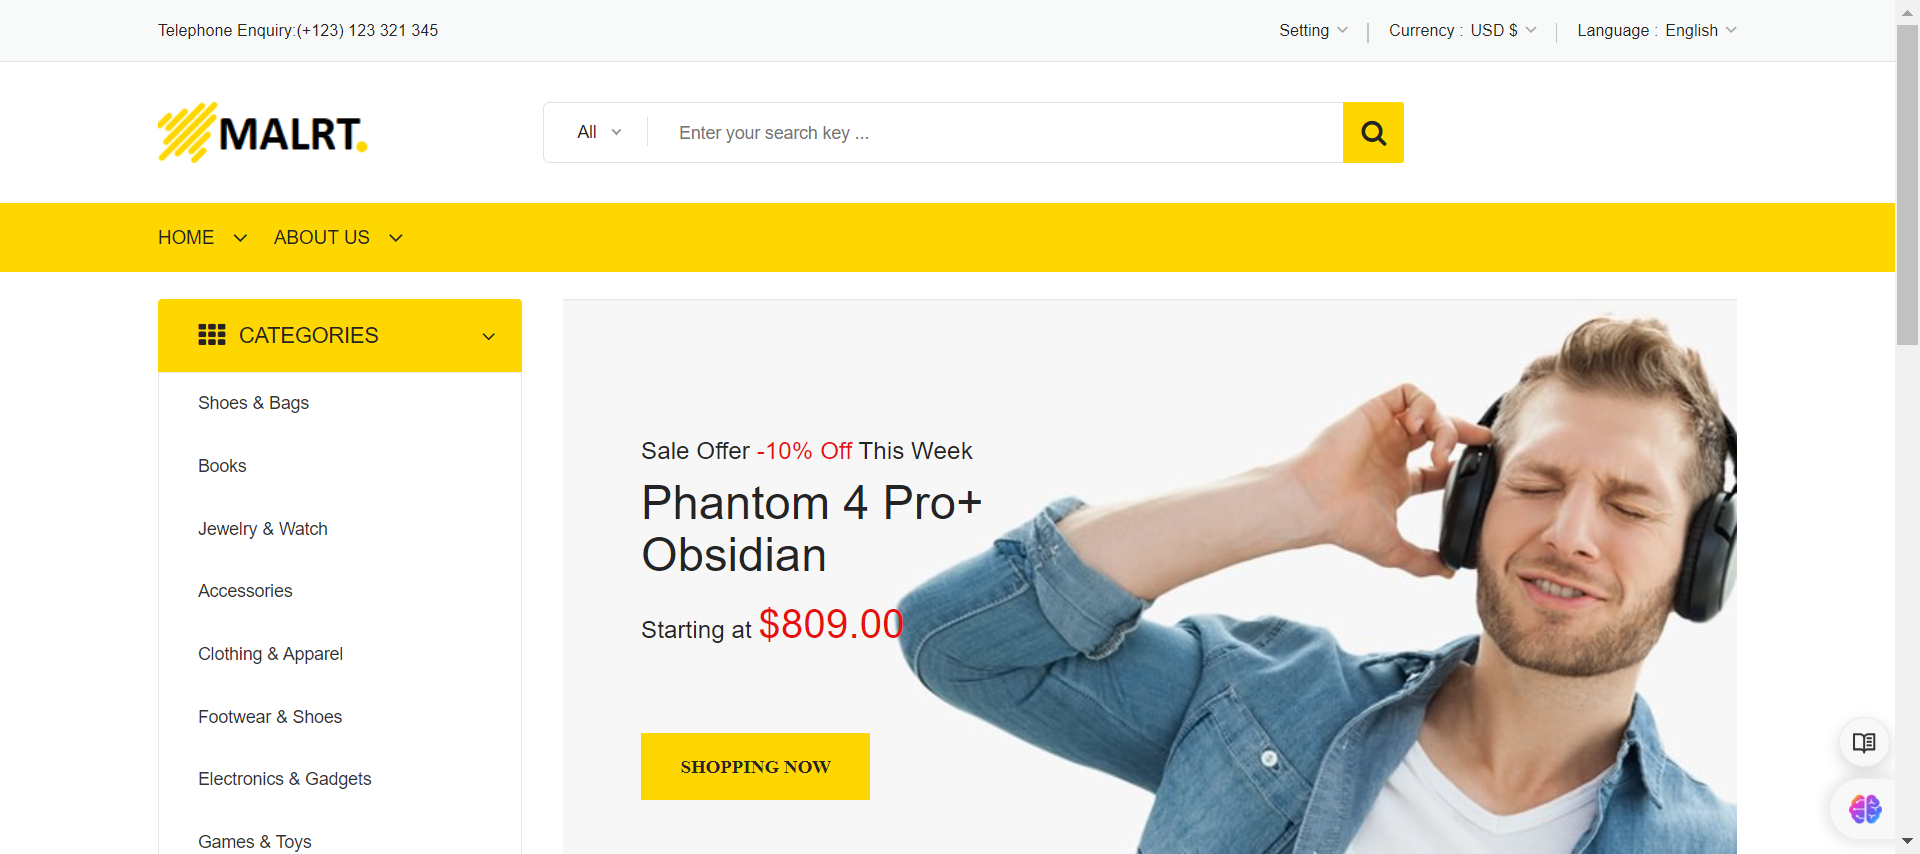 Telephone Enquiry:(+123) 123 321 345
Setting
Currency : USD $
Language : English
MALRT.
All
Enter your search key ...
HOME
ABOUT US
CATEGORIES
Shoes & Bags
Books
Jewelry & Watch
Accessories
Clothing & Apparel
Footwear & Shoes
Electronics & Gadgets
Games & Toys
Sale Offer -10% Off This Week
Phantom 4 Pro+
Obsidian
Starting at $809.00
SHOPPING NOW